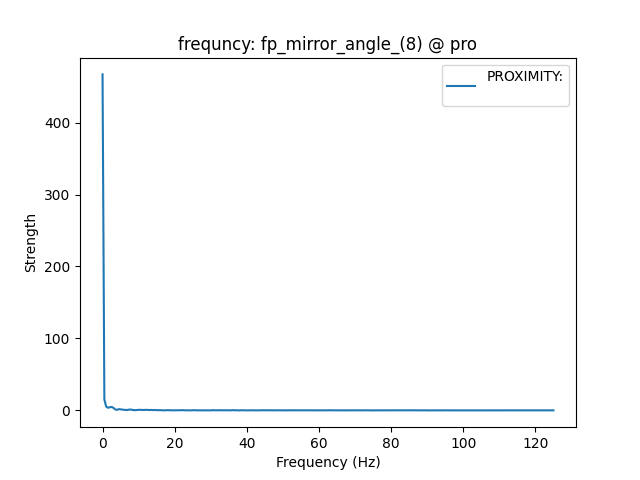 frequncy: fp_mirror_angle_(8) @ pro
PROXIMITY:
400
300
200
100
0
Strength
0 20 40 60 80 100 120
Frequency (Hz)